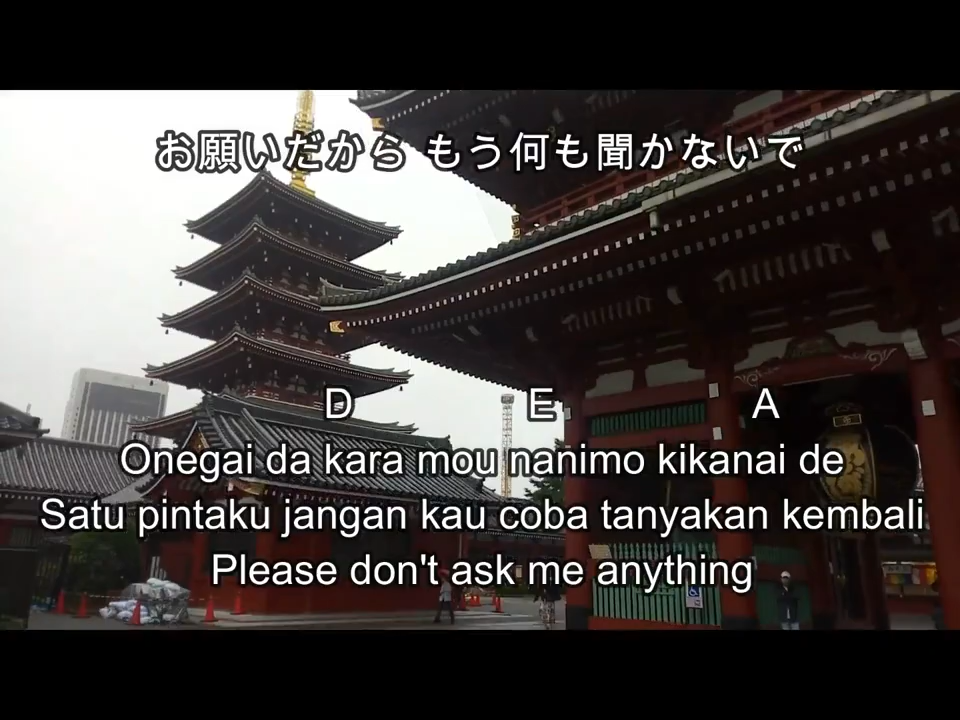 お願いだから もう何も聞かないで
D E A
Onegai da kara mou nanimo kikanai de
Satu pintaku jangan kau coba tanyakan kembali
Please don't ask me anything